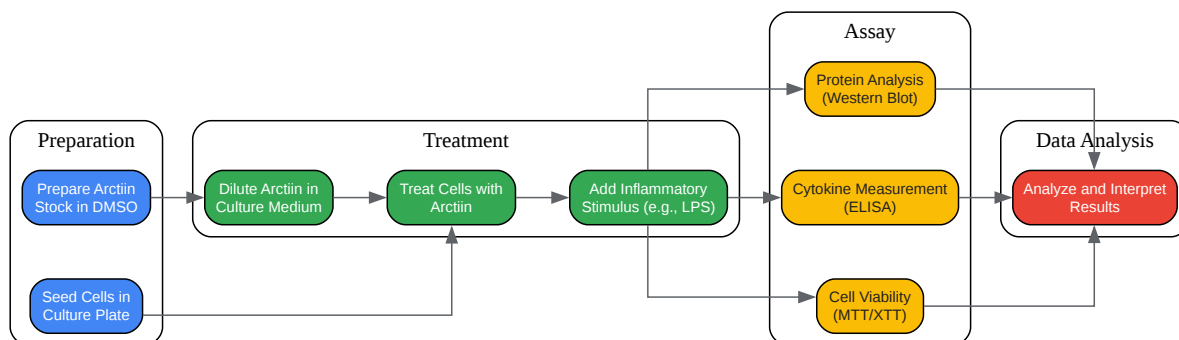 Preparation
Prepare Arctiin
Stock in DMSO
Seed Cells in
Culture Plate
Treatment
Dilute Arctiin in
Culture Medium
Treat Cells with
Arctiin
Add Inflammatory
Stimulus (e.g., LPS)
Assay
Protein Analysis
(Western Blot)
Cytokine Measurement
(ELISA)
Cell Viability
(MTT/XTT)
Data Analysis
Analyze and Interpret
Results